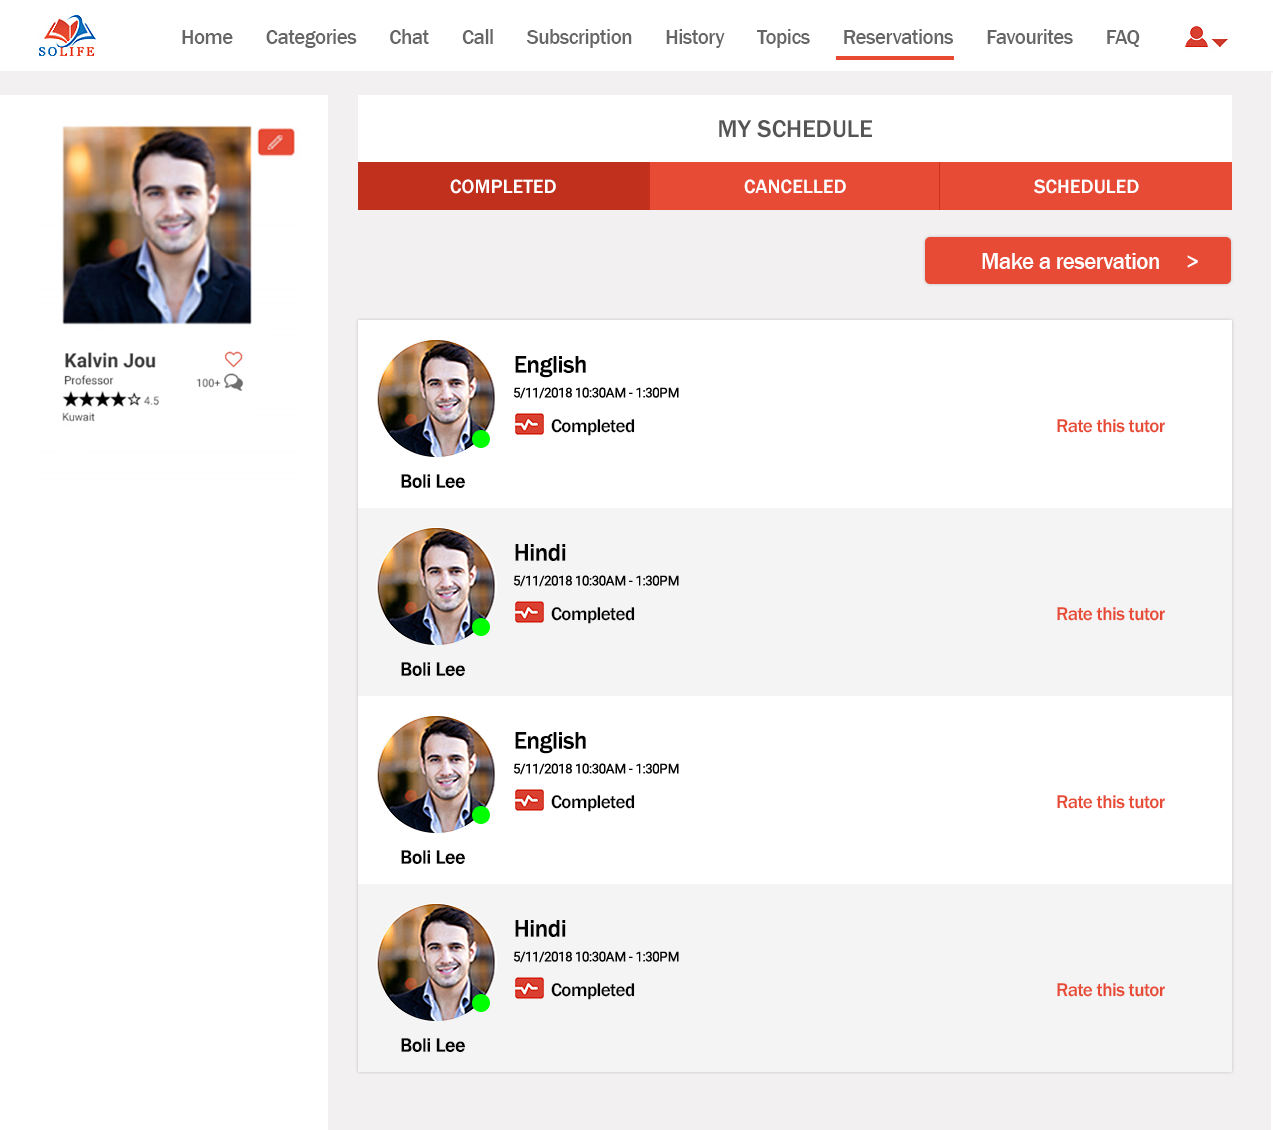 SOLIFE
Home Categories Chat Call Subscription History Topics Reservations Favourites FAQ
Kalvin Jou
Professor
100+
4.5
Kuwait
MY SCHEDULE
COMPLETED CANCELLED SCHEDULED
Make a reservation >
English
5/11/2018 10:30AM - 1:30PM
Completed
Rate this tutor
Boli Lee
Hindi
5/11/2018 10:30AM - 1:30PM
Completed
Rate this tutor
Boli Lee
English
5/11/2018 10:30AM - 1:30PM
Completed
Rate this tutor
Boli Lee
Hindi
5/11/2018 10:30AM - 1:30PM
Completed
Rate this tutor
Boli Lee